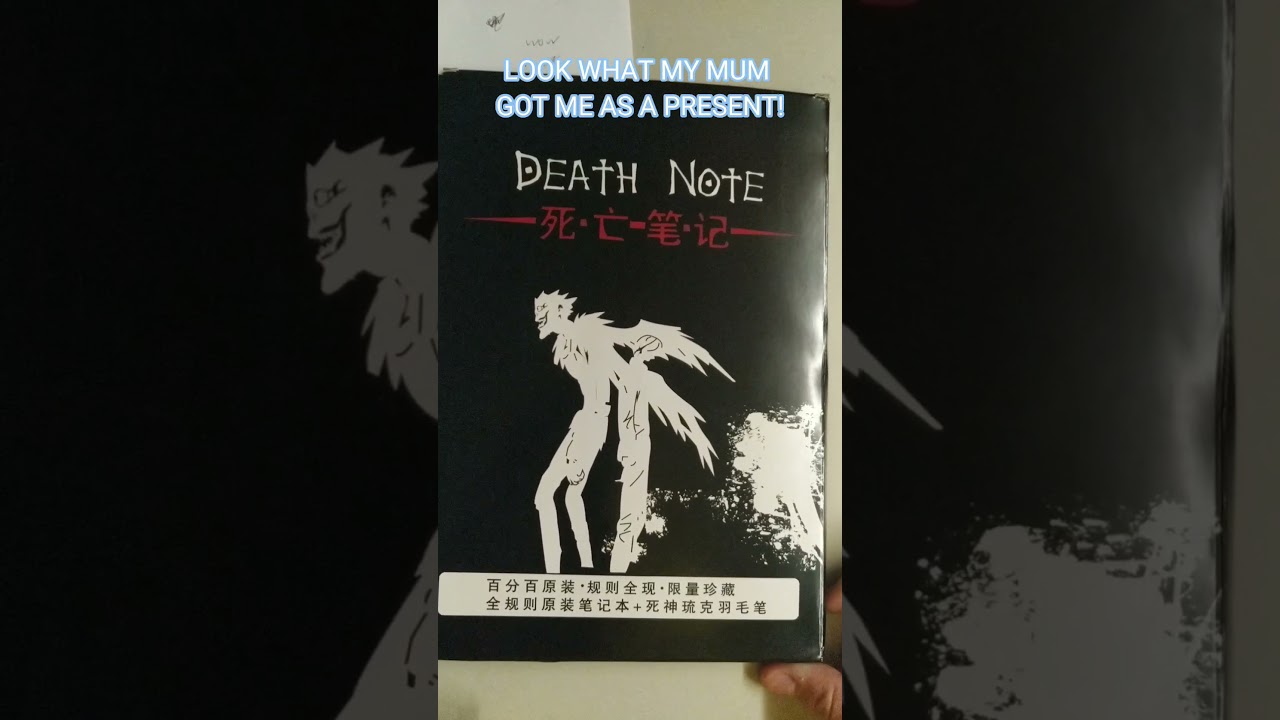 wow
LOOK WHAT MY MUM
GOT ME AS A PRESENT!
DEATH NOTE
死·亡-笔·记
百分百原装·规则全现·限量珍藏
全规则原装笔记本+死神琉克羽毛笔